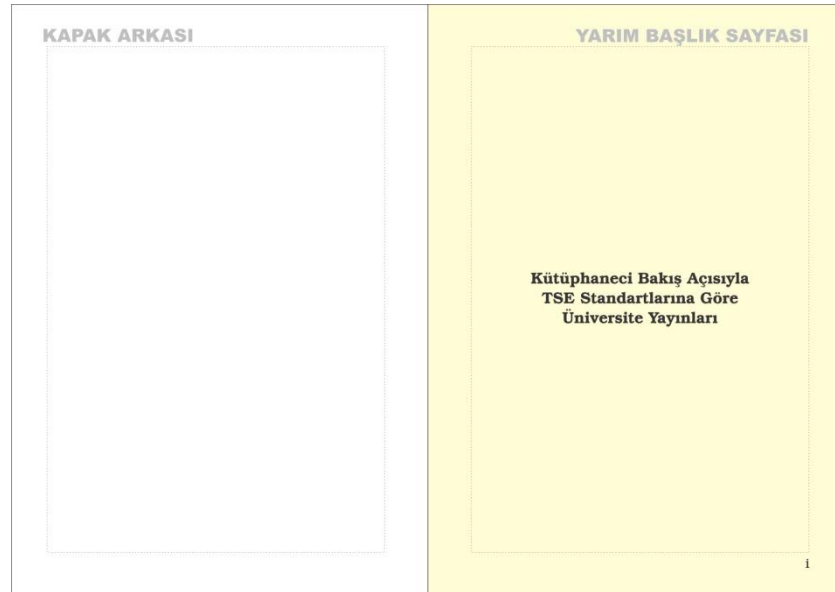 KAPAK ARKASI
YARIM BAŞLIK SAYFASI
Kütüphaneci Bakış Açısıyla
TSE Standartlarına Göre
Üniversite Yayınları
i